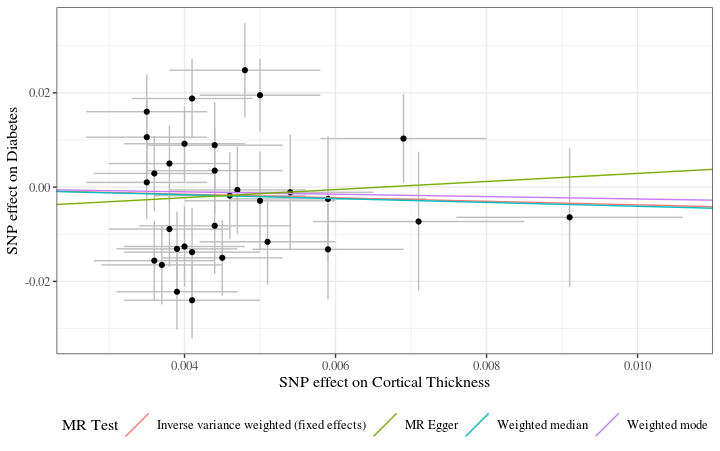 SNP effect on Diabetes
0.02
0.00
-0.02
0.004 0.006 0.008 0.010
SNP effect on Cortical Thickness
MR Test Inverse variance weighted (fixed effects) MR Egger Weighted median Weighted mode